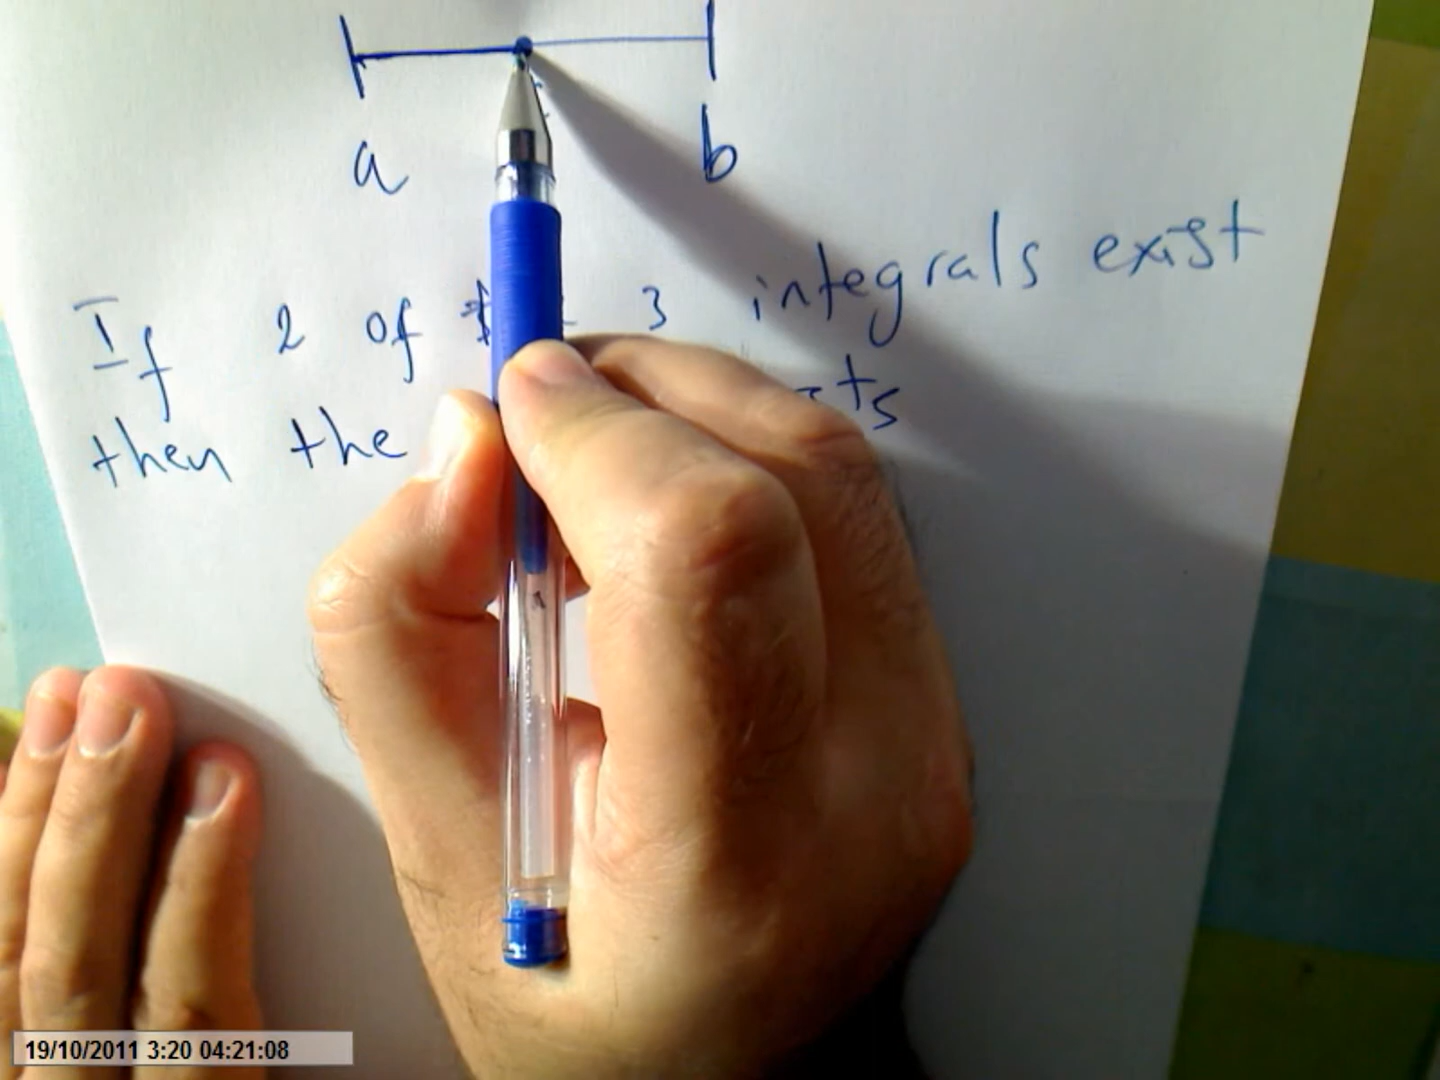 a b
If 2 of 3 integrals exist
then the
19/10/2011 3:20 04:21:08